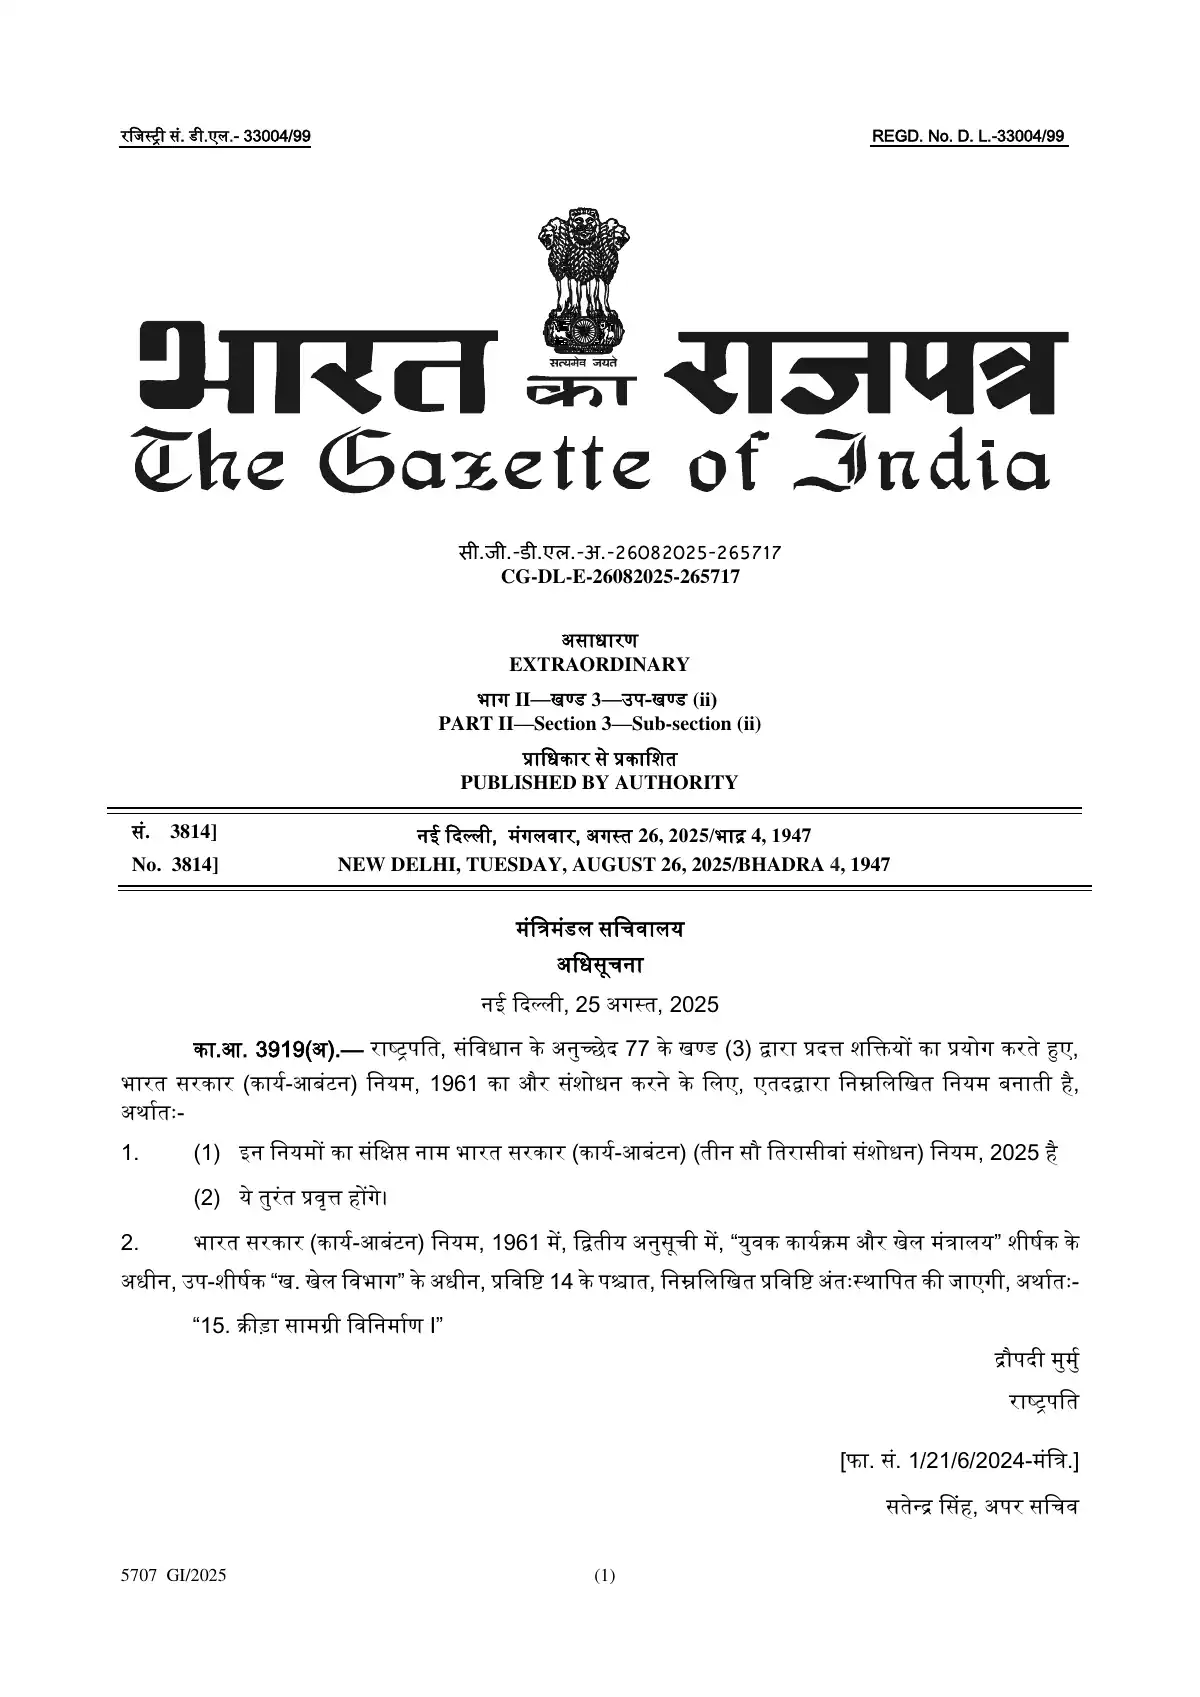 रजिस्ट्री सं. डी.एल.- 33004/99
REGD. No. D. L.-33004/99
सत्यमेव जयते
भारत का राजपत्र
The Gazette of India
सी.जी.-डी.एल.-अ.-26082025-265717
CG-DL-E-26082025-265717
असाधारण
EXTRAORDINARY
भाग II—खण्ड 3—उप-खण्ड (ii)
PART II—Section 3—Sub-section (ii)
प्राधिकार से प्रकाशित
PUBLISHED BY AUTHORITY
सं. 3814] नई दिल्ली, मंगलवार, अगस्त 26, 2025/भाद्र 4, 1947
No. 3814] NEW DELHI, TUESDAY, AUGUST 26, 2025/BHADRA 4, 1947
मंत्रिमंडल सचिवालय
अधिसूचना
नई दिल्ली, 25 अगस्त, 2025
का.आ. 3919(अ).— राष्ट्रपति, संविधान के अनुच्छेद 77 के खण्ड (3) द्वारा प्रदत्त शक्तियों का प्रयोग करते हुए,
भारत सरकार (कार्य-आबंटन) नियम, 1961 का और संशोधन करने के लिए, एतदद्वारा निम्नलिखित नियम बनाती है,
अर्थातः-
1. (1) इन नियमों का संक्षिप्त नाम भारत सरकार (कार्य-आबंटन) (तीन सौ तिरासीवां संशोधन) नियम, 2025 है
(2) ये तुरंत प्रवृत्त होंगे।
2. भारत सरकार (कार्य-आबंटन) नियम, 1961 में, द्वितीय अनुसूची में, “युवक कार्यक्रम और खेल मंत्रालय” शीर्षक के
अधीन, उप-शीर्षक “ख. खेल विभाग” के अधीन, प्रविष्टि 14 के पश्चात, निम्नलिखित प्रविष्टि अंतःस्थापित की जाएगी, अर्थातः-
“15. क्रीड़ा सामग्री विनिर्माण I”
द्रौपदी मुर्मु
राष्ट्रपति
[फा. सं. 1/21/6/2024-मंत्रि.]
सतेन्द्र सिंह, अपर सचिव
5707 GI/2025 (1)